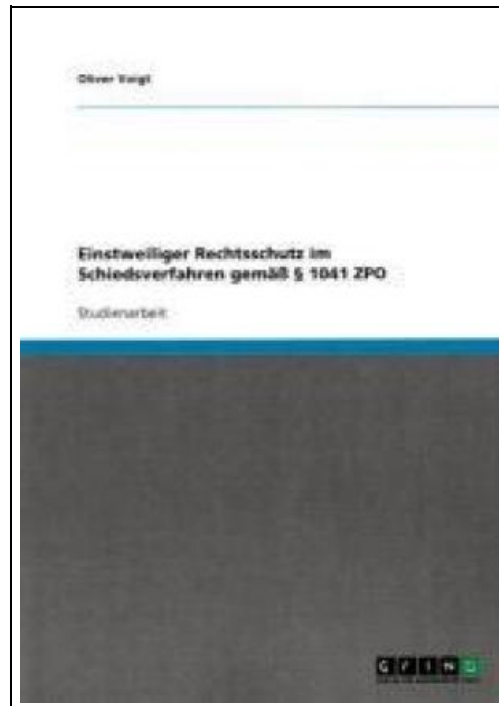 Oliver Voigt
Einstweiliger Rechtsschutz im
Schiedsverfahren gemäß § 1041 ZPO
Studienarbeit
GRIN